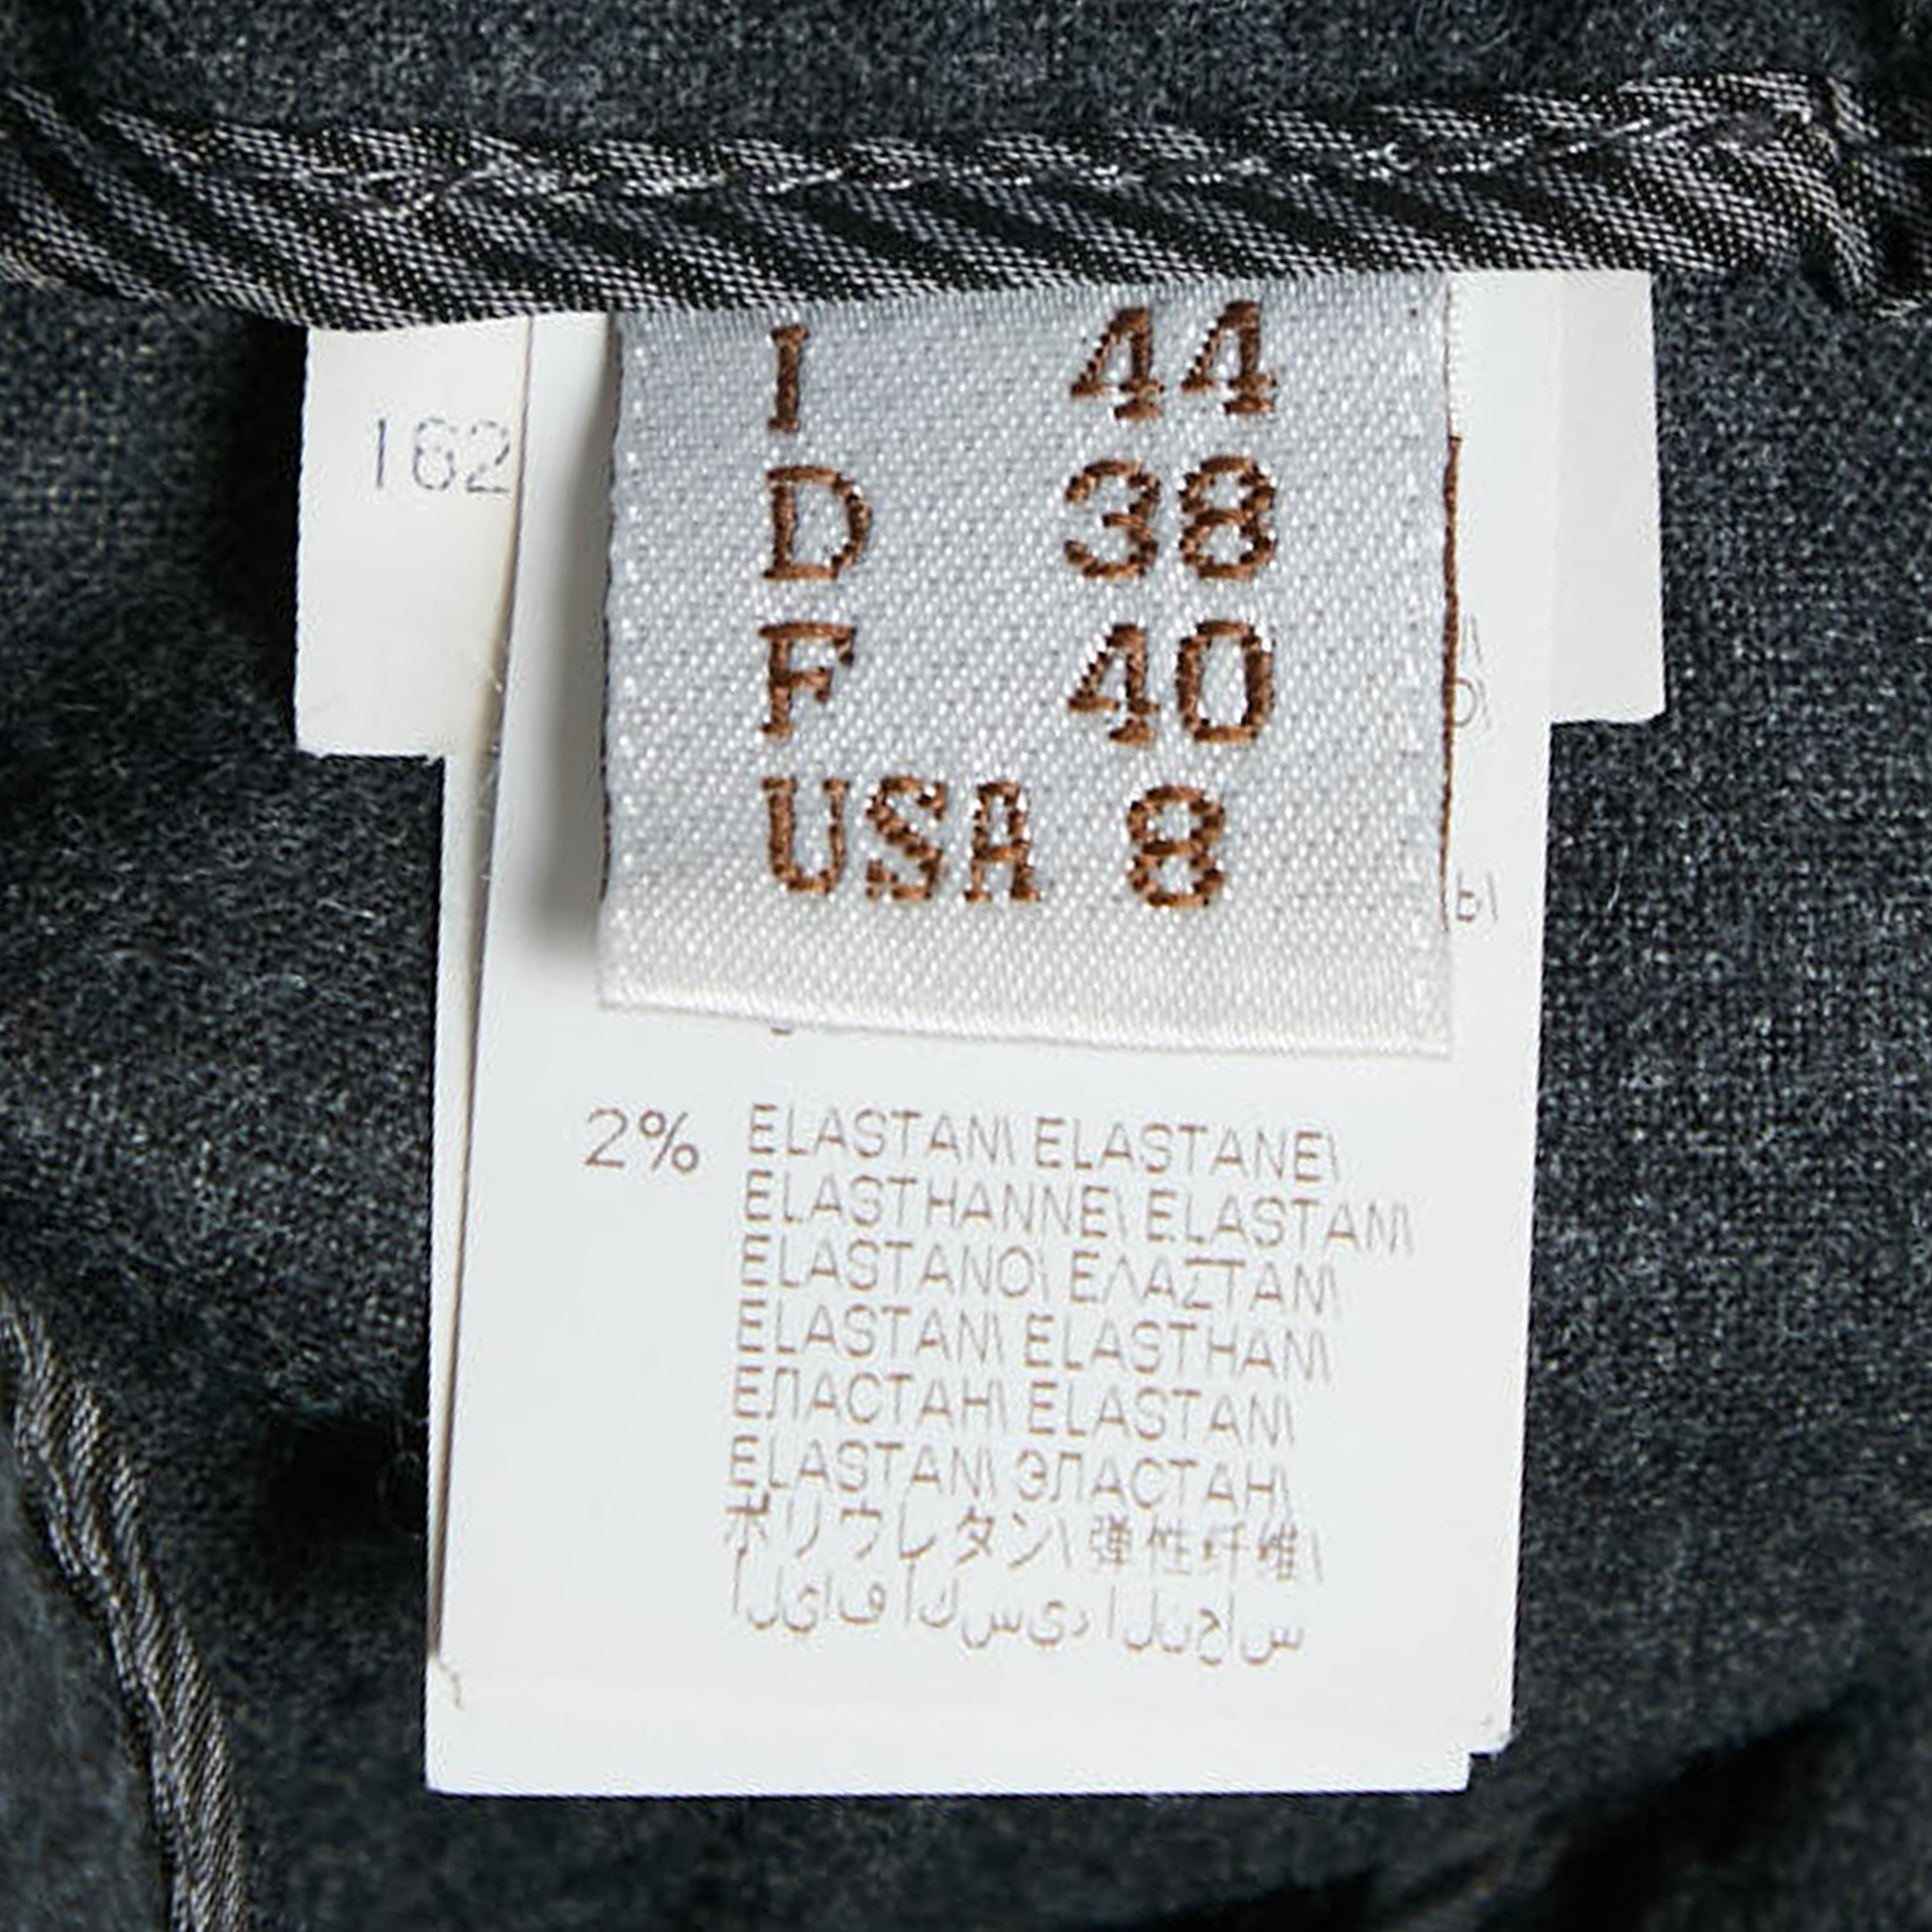 I 44
D 38
F 40
USA 8
162
2% ELASTAN\ ELASTANE\
ELASTHANNE\ ELASTAN\
ELASTANO\ ΕΛΑΣΤΑΝ\
ELASTAN\ ELASTHAN\
ЕЛАСТАН\ ELASTAN\
ELASTAN\ ЭЛАСТАН\
ポリウレタン\ 弹性纤维\